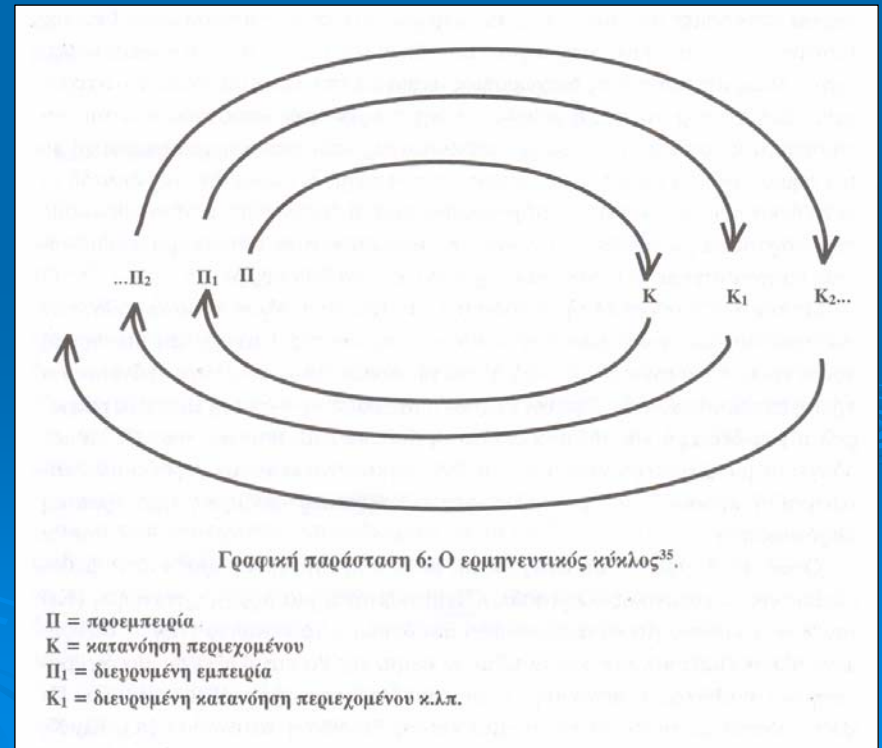 ...Π₂ Π₁ Π Κ Κ₁ Κ₂...
Γραφική παράσταση 6: Ο ερμηνευτικός κύκλος³⁵.
Π = προεμπειρία
Κ = κατανόηση περιεχομένου
Π₁ = διευρυμένη εμπειρία
Κ₁ = διευρυμένη κατανόηση περιεχομένου κ.λπ.